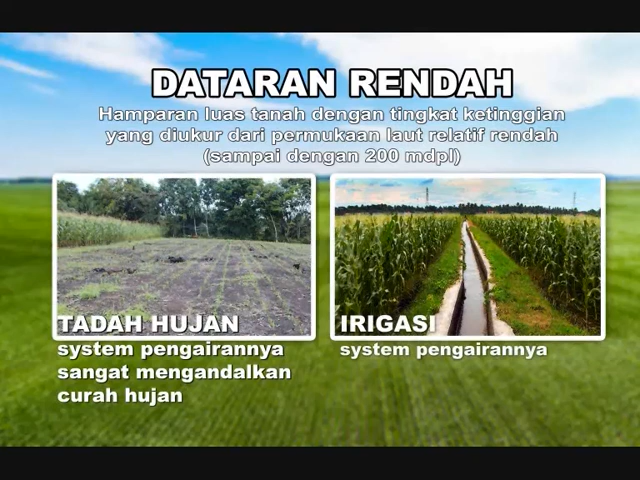 DATARAN RENDAH
Hamparan luas tanah dengan tingkat ketinggian
yang diukur dari permukaan laut relatif rendah
(sampai dengan 200 mdpl)
TADAH HUJAN
system pengairannya
sangat mengandalkan
curah hujan
IRIGASI
system pengairannya